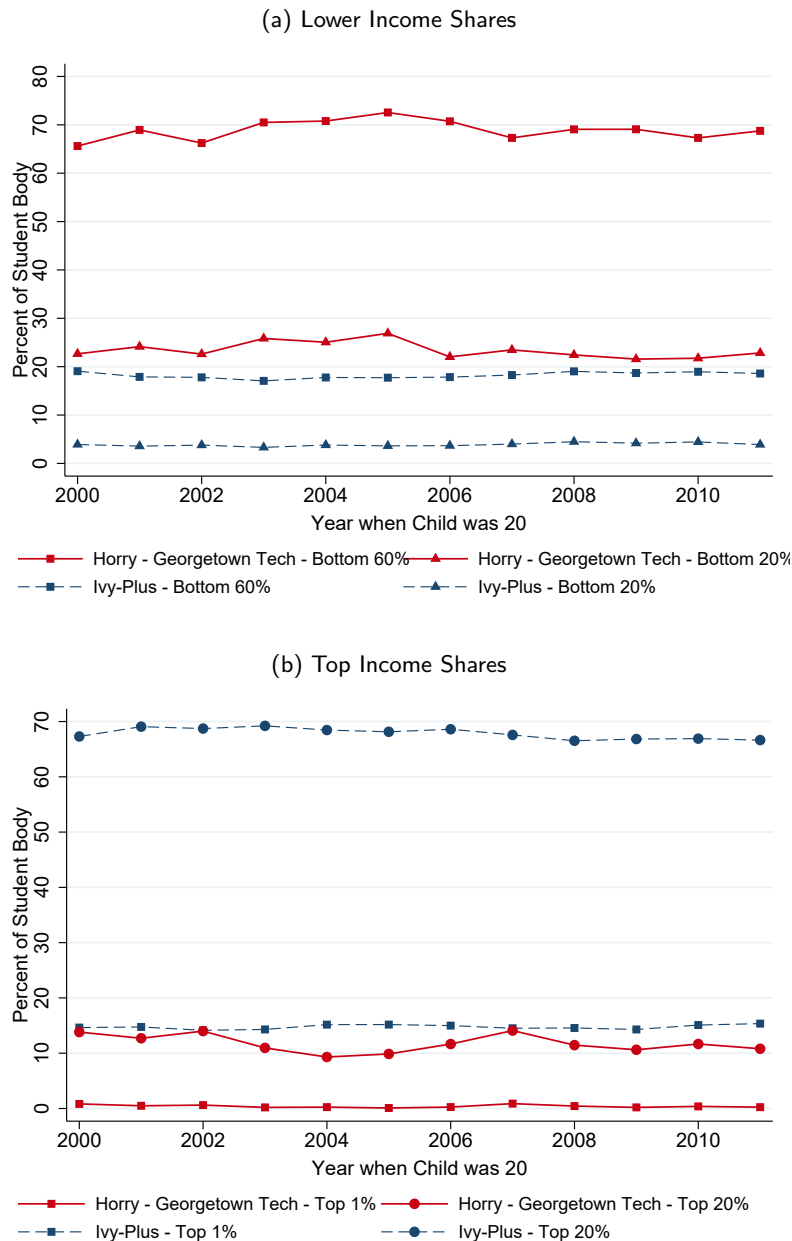 (a) Lower Income Shares
Percent of Student Body
80
70
60
50
40
30
20
10
0
2000 2002 2004 2006 2008 2010
Year when Child was 20
Horry - Georgetown Tech - Bottom 60% Horry - Georgetown Tech - Bottom 20%
Ivy-Plus - Bottom 60% Ivy-Plus - Bottom 20%
(b) Top Income Shares
Percent of Student Body
70
60
50
40
30
20
10
0
2000 2002 2004 2006 2008 2010
Year when Child was 20
Horry - Georgetown Tech - Top 1% Horry - Georgetown Tech - Top 20%
Ivy-Plus - Top 1% Ivy-Plus - Top 20%